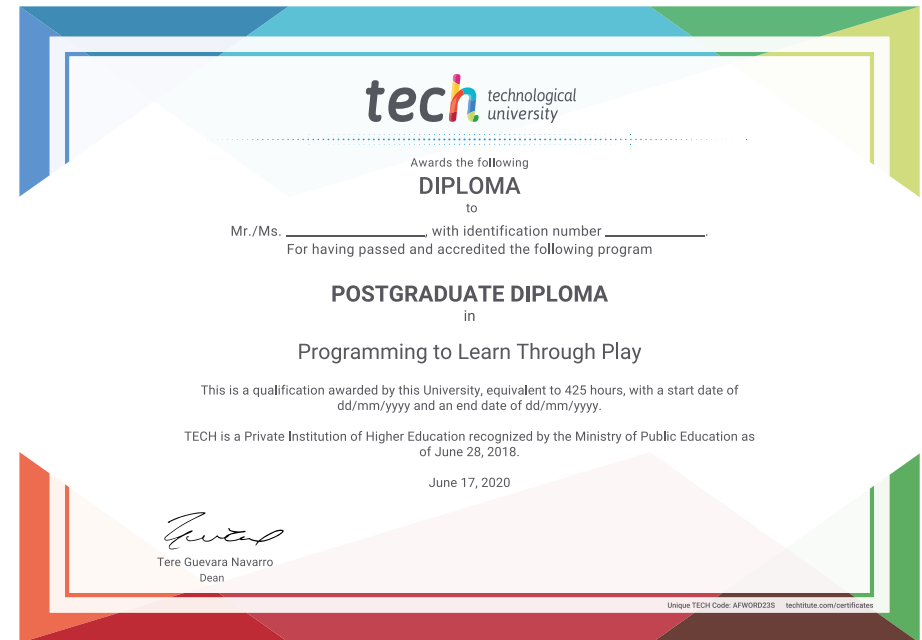 tech technological
university
Awards the following
DIPLOMA
to
Mr./Ms. ____________, with identification number ____________.
For having passed and accredited the following program
POSTGRADUATE DIPLOMA
in
Programming to Learn Through Play
This is a qualification awarded by this University, equivalent to 425 hours, with a start date of
dd/mm/yyyy and an end date of dd/mm/yyyy.
TECH is a Private Institution of Higher Education recognized by the Ministry of Public Education as
of June 28, 2018.
June 17, 2020
Tere Guevara Navarro
Dean
Unique TECH Code: AFWORD23S techtitute.com/certificates